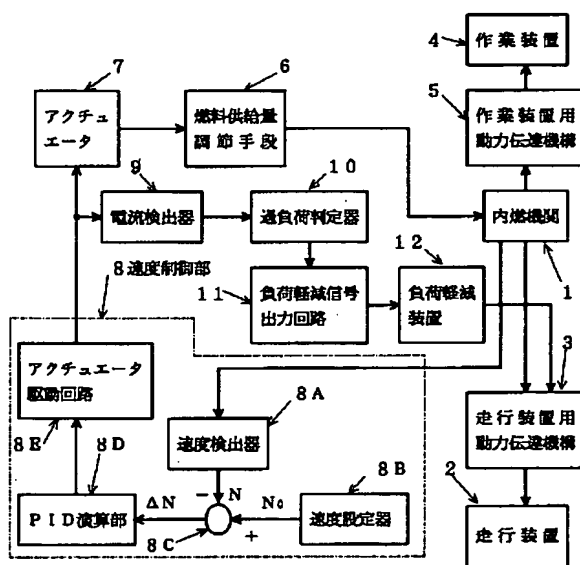 4
作業装置
7
6
5
アクチュ
エータ
燃料供給量
調節手段
作業装置用
動力伝達機構
9
10
電流検出器
過負荷判定器
12
内燃機関
1
8速度制御部
11
負荷軽減信号
出力回路
負荷軽減
装置
3
アクチュエータ
駆動回路
8A
走行装置用
動力伝達機構
8E
8D
速度検出器
8B
2
ΔN
−
N
N₀
PID演算部
8C
+
速度設定器
走行装置